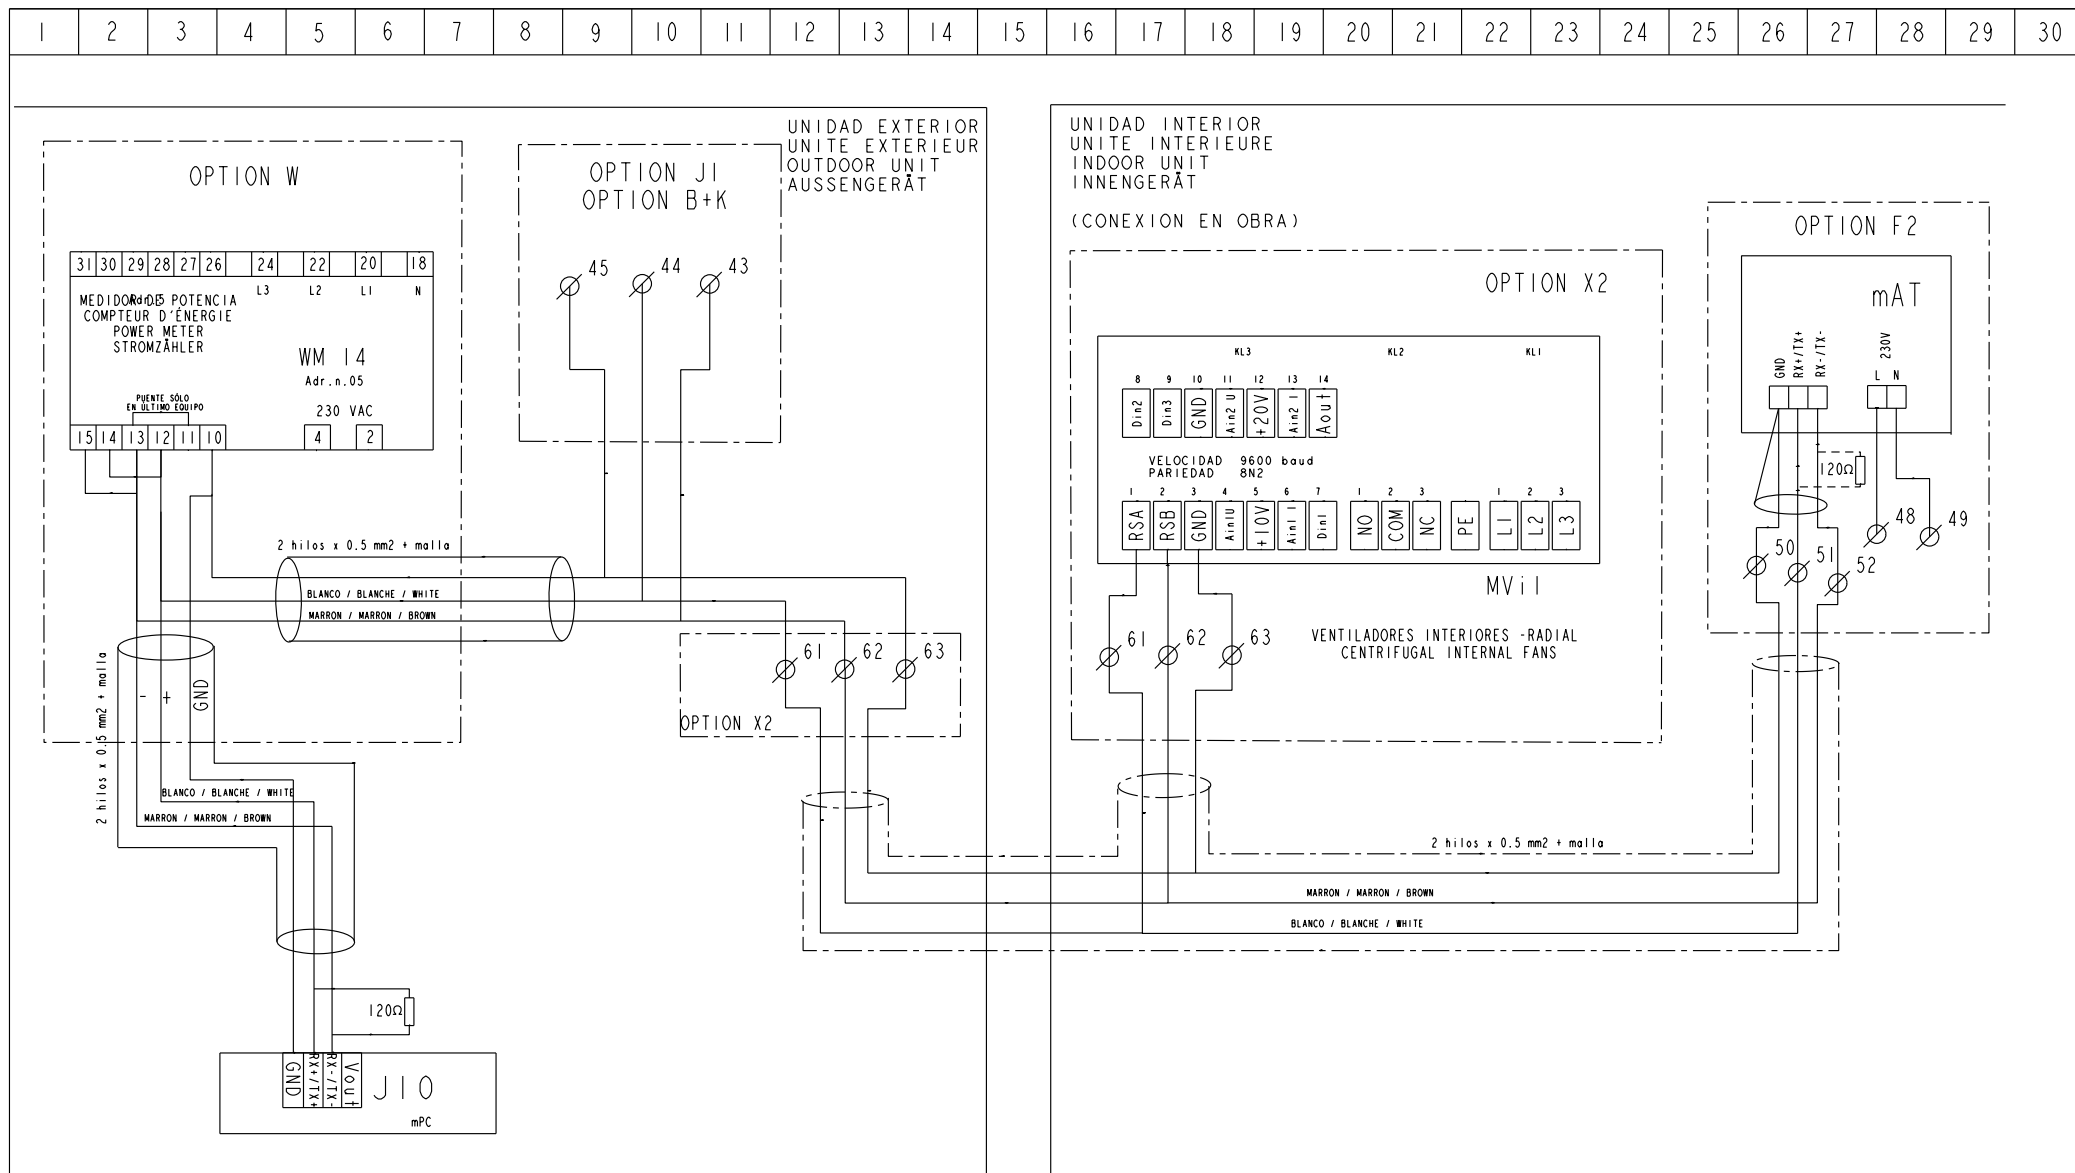 1 2 3 4 5 6 7 8 9 10 11 12 13 14 15 16 17 18 19 20 21 22 23 24 25 26 27 28 29 30
UNIDAD EXTERIOR
UNITE EXTERIEUR
OUTDOOR UNIT
AUSSENGERÄT
OPTION W
31 30 29 28 27 26 24 22 20 18
L3 L2 L1 N
Adr.5
MEDIDOR DE POTENCIA
COMPTEUR D'ÉNERGIE
POWER METER
STROMZÄHLER
WM 14
Adr.n.05
PUENTE SÓLO
EN ÚLTIMO EQUIPO
230 VAC
15 14 13 12 11 10 4 2
OPTION J1
OPTION B+K
45 44 43
2 hilos x 0.5 mm2 + malla
BLANCO / BLANCHE / WHITE
MARRON / MARRON / BROWN
61 62 63
OPTION X2
2 hilos x 0.5 mm2 + malla
- + GND
BLANCO / BLANCHE / WHITE
MARRON / MARRON / BROWN
120Ω
GND RX+/TX+ RX-/TX- Vout
J10
mPC
UNIDAD INTERIOR
UNITE INTERIEURE
INDOOR UNIT
INNENGERÄT
(CONEXION EN OBRA)
OPTION X2
KL3 KL2 KL1
8 9 10 11 12 13 14
Din2 Din3 GND Ain2 U +20V Ain2 I Aout
VELOCIDAD 9600 baud
PARIEDAD 8N2
1 2 3 4 5 6 7 1 2 3 1 2 3
RSA RSB GND Ain1U +10V Ain1 I Din1 NO COM NC PE L1 L2 L3
MVi1
61 62 63
VENTILADORES INTERIORES -RADIAL
CENTRIFUGAL INTERNAL FANS
OPTION F2
mAT
GND RX+/TX+ RX-/TX- 230V
L N
120Ω
48 49
50 51 52
2 hilos x 0.5 mm2 + malla
MARRON / MARRON / BROWN
BLANCO / BLANCHE / WHITE